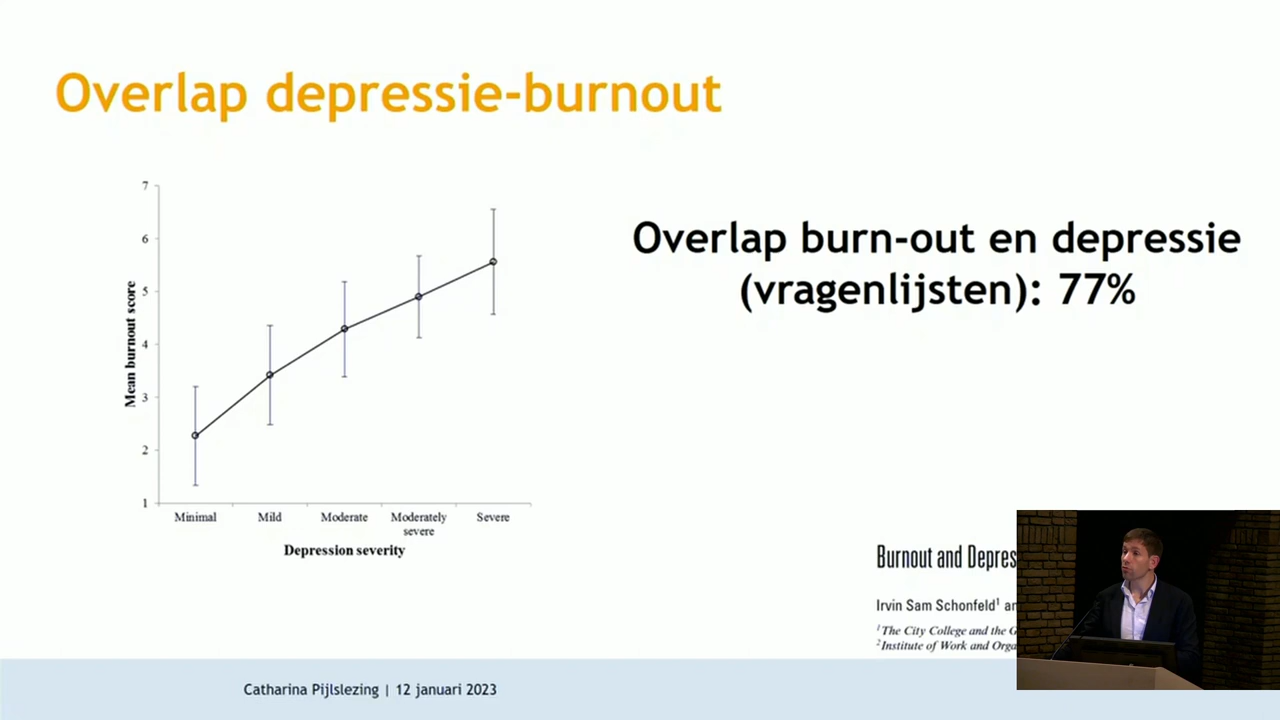 Overlap depressie-burnout
7
6
5
4
3
2
1
Mean burnout score
Minimal
Mild
Moderate
Moderately
severe
Severe
Depression severity
Overlap burn-out en depressie
(vragenlijsten): 77%
Burnout and Depres
Irvin Sam Schonfeld¹ an
¹The City College and the G
²Institute of Work and Orga
Catharina Pijlslezing | 12 januari 2023